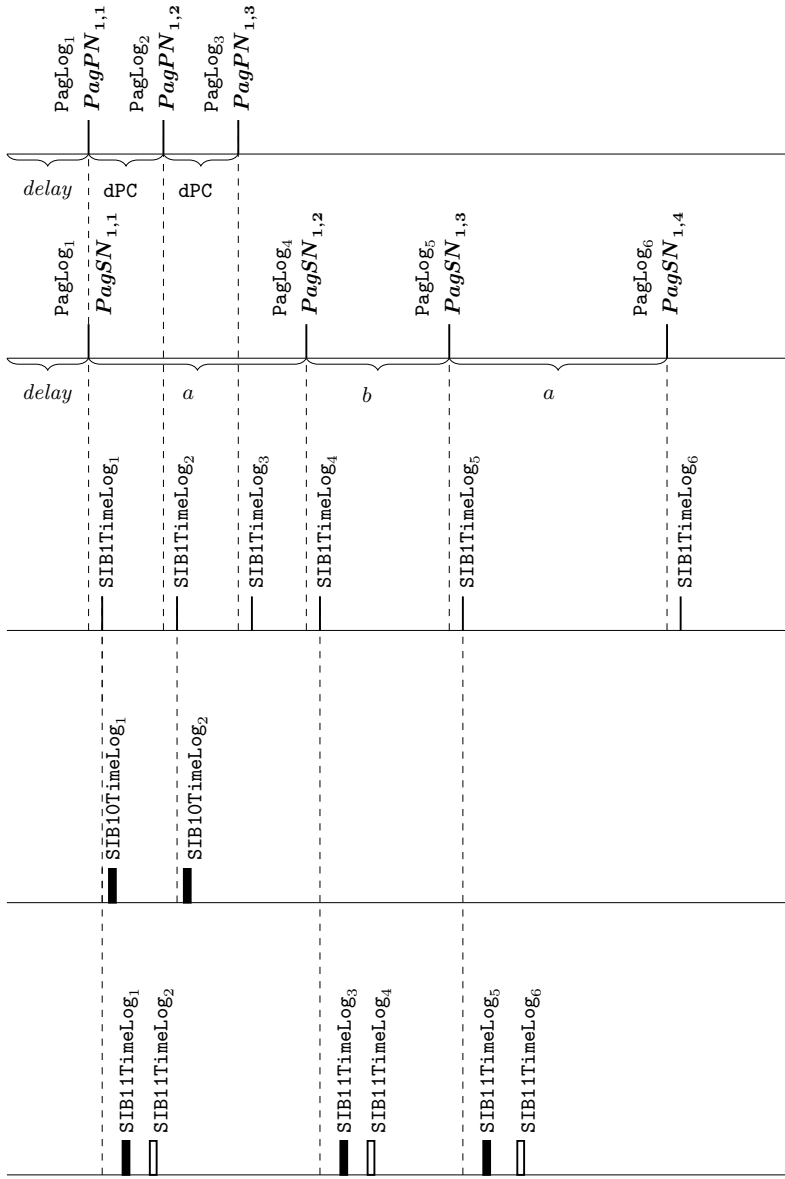 PagLog₁
PagPN₁,₁
PagLog₂
PagPN₁,₂
PagLog₃
PagPN₁,₃
delay
dPC
dPC
PagLog₁
PagSN₁,₁
PagLog₄
PagSN₁,₂
PagLog₅
PagSN₁,₃
PagLog₆
PagSN₁,₄
delay
a
b
a
SIB1TimeLog₁
SIB1TimeLog₂
SIB1TimeLog₃
SIB1TimeLog₄
SIB1TimeLog₅
SIB1TimeLog₆
SIB10TimeLog₁
SIB10TimeLog₂
SIB11TimeLog₁
SIB11TimeLog₂
SIB11TimeLog₃
SIB11TimeLog₄
SIB11TimeLog₅
SIB11TimeLog₆